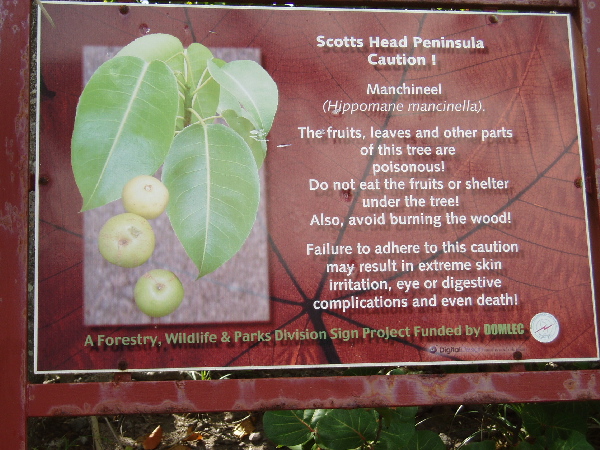 Scotts Head Peninsula
Caution !
Manchineel
(Hippomane mancinella).
The fruits, leaves and other parts
of this tree are
poisonous!
Do not eat the fruits or shelter
under the tree!
Also, avoid burning the wood!
Failure to adhere to this caution
may result in extreme skin
irritation, eye or digestive
complications and even death!
A Forestry, Wildlife & Parks Division Sign Project Funded by DOMLEC